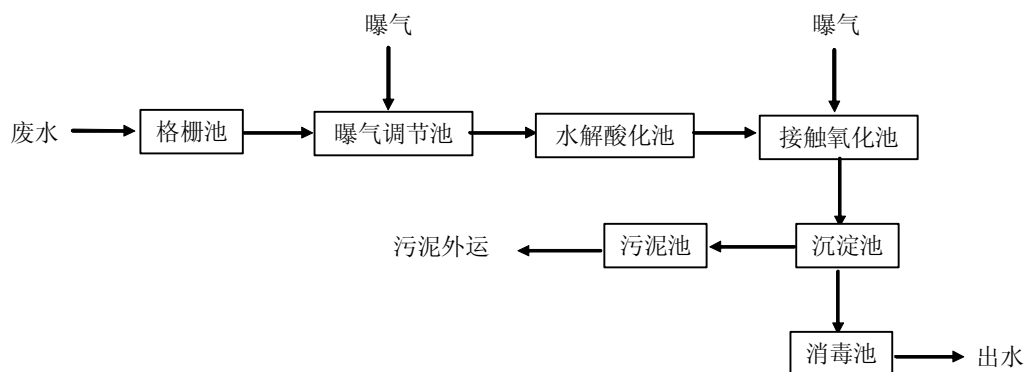 曝气
曝气
废水
格栅池
曝气调节池
水解酸化池
接触氧化池
污泥外运
污泥池
沉淀池
消毒池
出水